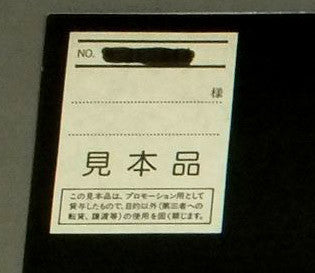 NO.
様
見本品
この見本品は、プロモーション用として
貸与したもので、目的以外(第三者への
転貸、譲渡等)の使用を固く禁じます。